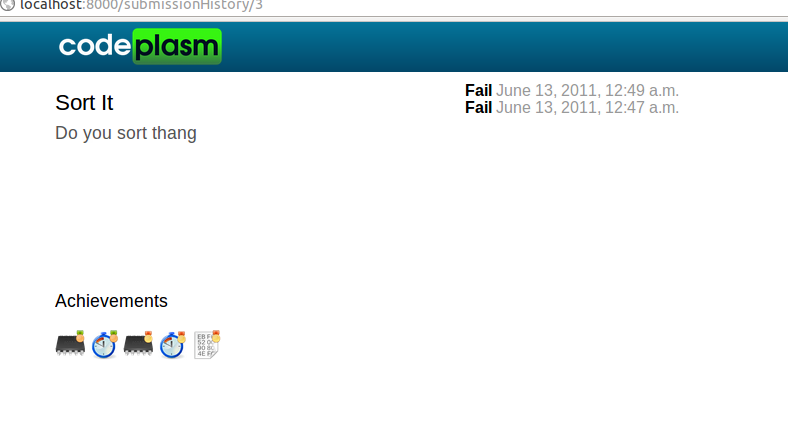 localhost:8000/submissionHistory/3
codeplasm
Sort It
Do you sort thang
Fail June 13, 2011, 12:49 a.m.
Fail June 13, 2011, 12:47 a.m.
Achievements